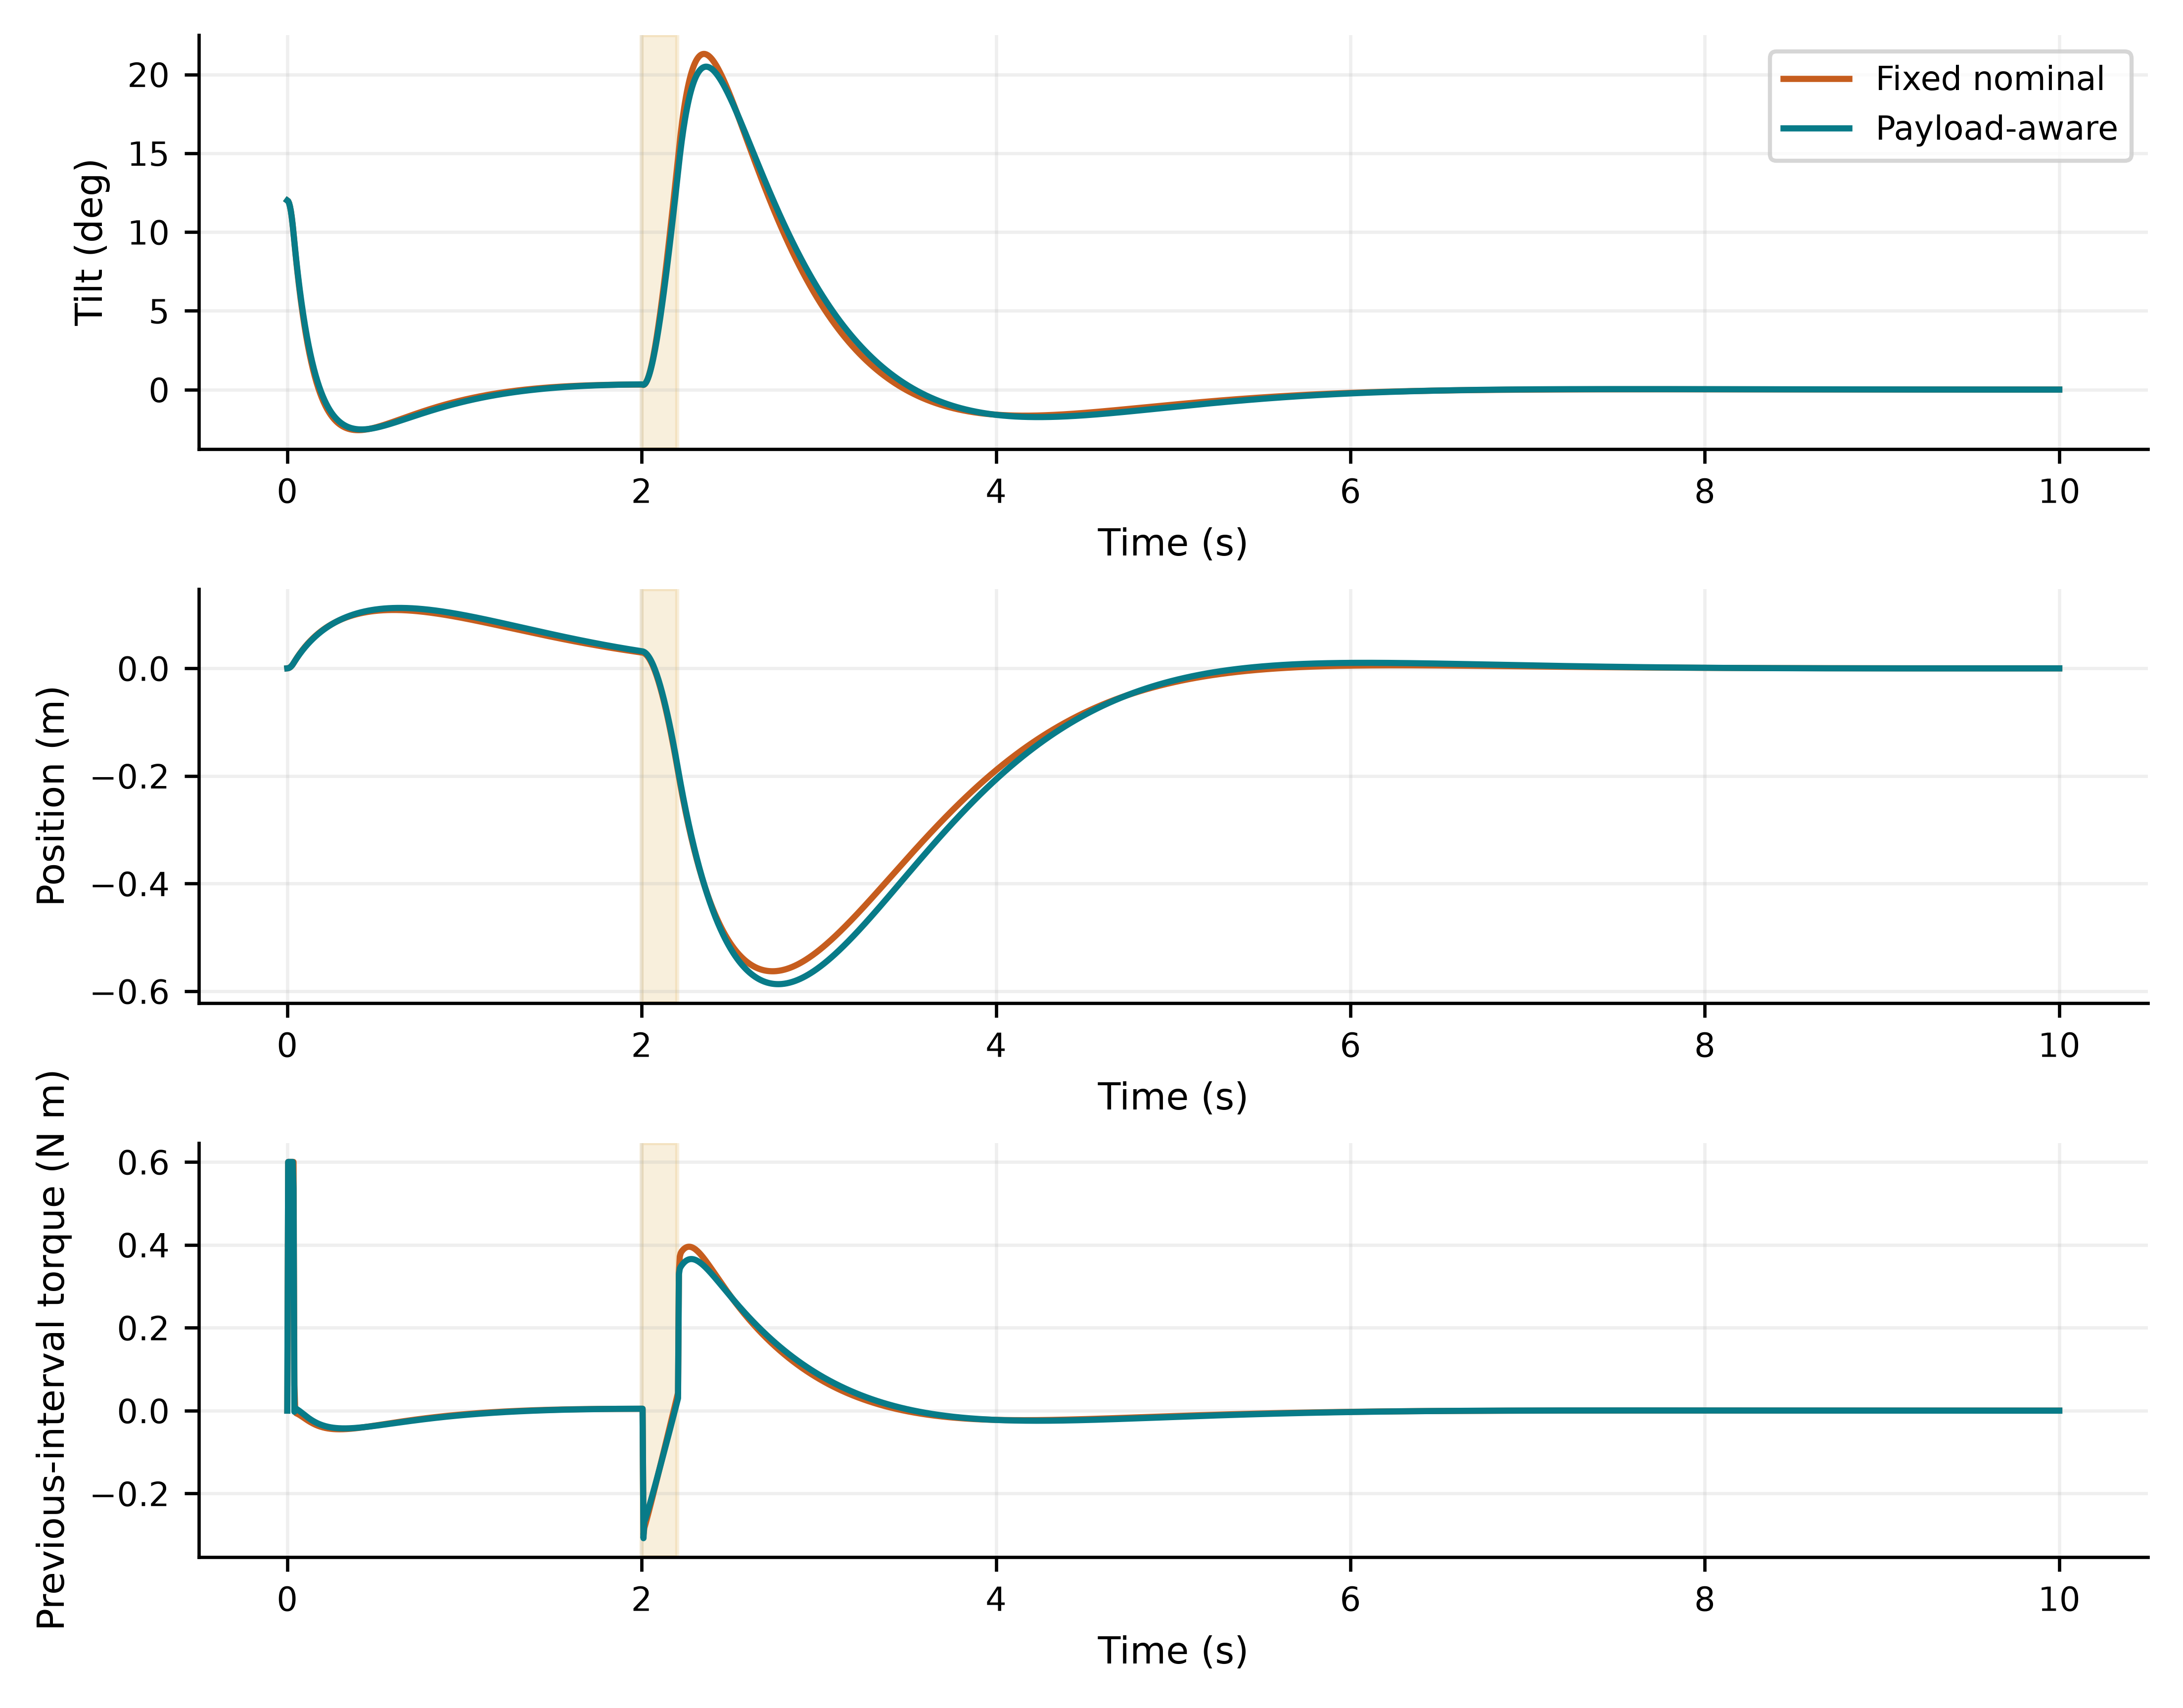 Tilt (deg)
20
15
10
5
0
Fixed nominal
Payload-aware
0 2 4 6 8 10
Time (s)
Position (m)
0.0
−0.2
−0.4
−0.6
0 2 4 6 8 10
Time (s)
Previous-interval torque (N m)
0.6
0.4
0.2
0.0
−0.2
0 2 4 6 8 10
Time (s)